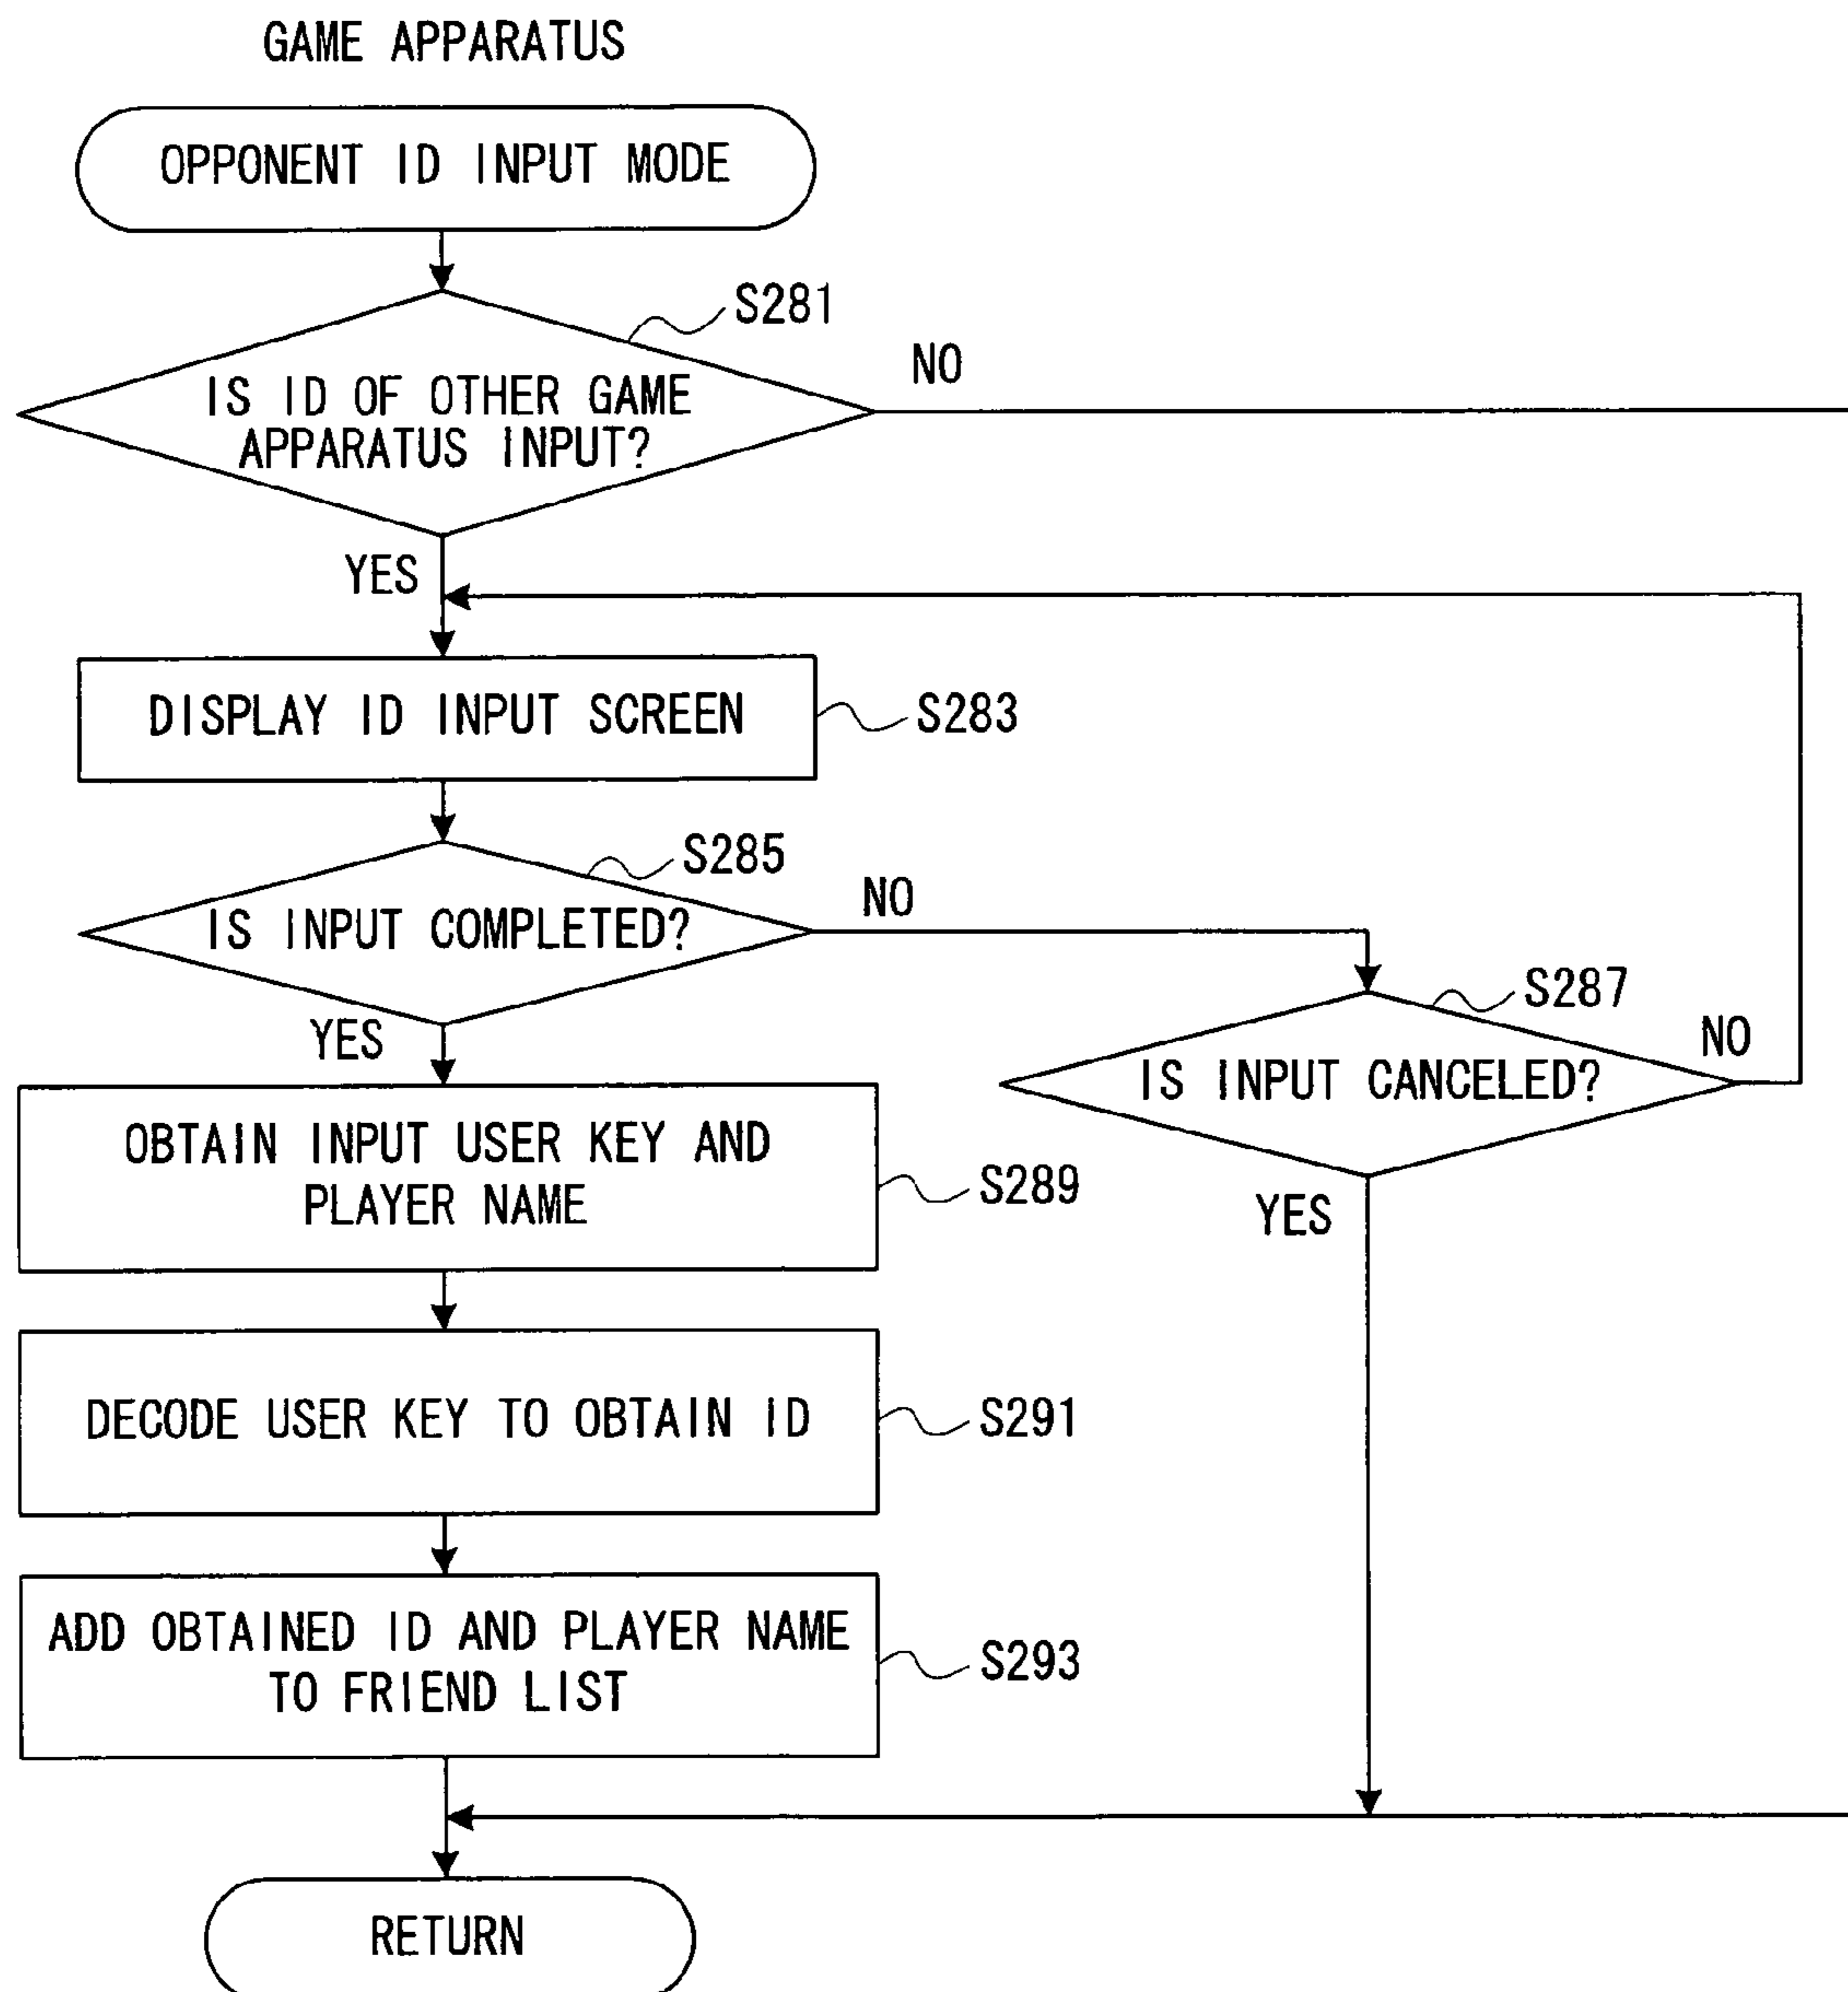 GAME APPARATUS
OPPONENT ID INPUT MODE
S281
NO
IS ID OF OTHER GAME
APPARATUS INPUT?
YES
DISPLAY ID INPUT SCREEN
S283
S285
NO
IS INPUT COMPLETED?
S287
NO
YES
IS INPUT CANCELED?
OBTAIN INPUT USER KEY AND
PLAYER NAME
S289
YES
DECODE USER KEY TO OBTAIN ID
S291
ADD OBTAINED ID AND PLAYER NAME
TO FRIEND LIST
S293
RETURN